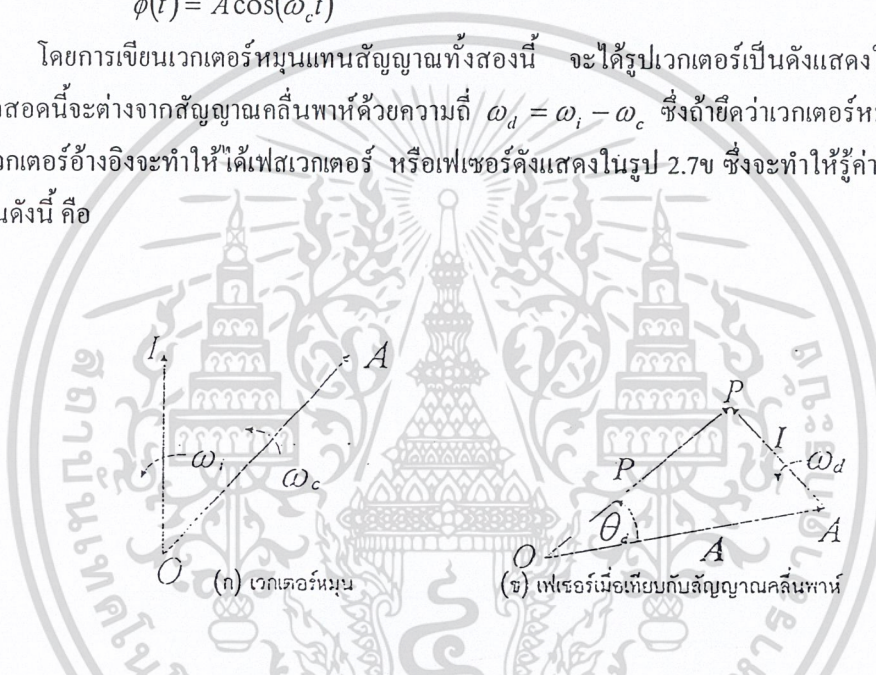 φ(t) = A cos(ω_c t)
โดยการเขียนเวกเตอร์หมุนแทนสัญญาณทั้งสองนี้ จะได้รูปเวกเตอร์เป็นดังแสดง
สอดนี้จะต่างจากสัญญาณคลื่นพาห์ด้วยความถี่ ω_d = ω_i − ω_c ซึ่งถ้ายึดว่าเวกเตอร์
วกเตอร์อ้างอิงจะทำให้ได้เฟสเวกเตอร์ หรือเฟเซอร์ดังแสดงในรูป 2.7ข ซึ่งจะทำให้รู้ค่า
นดังนี้ คือ
I
A
ω_i
ω_c
O
(ก) เวกเตอร์หมุน
P
P
I
ω_d
θ
O
A
A
(ข) เฟเซอร์เมื่อเทียบกับสัญญาณคลื่นพาห์
สถาบันเทคโน